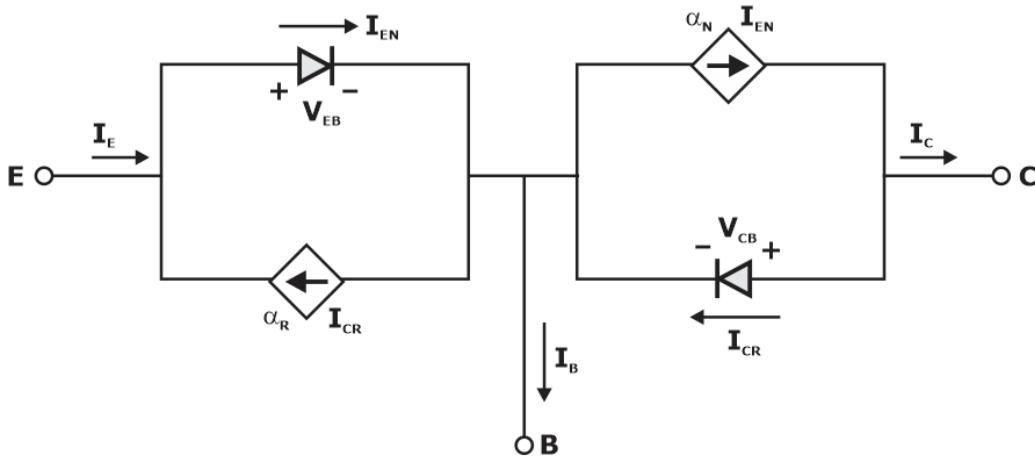 I_EN
+ −
V_EB
α_N I_EN
I_E
E
I_C
C
α_R I_CR
− V_CB +
I_CR
I_B
B